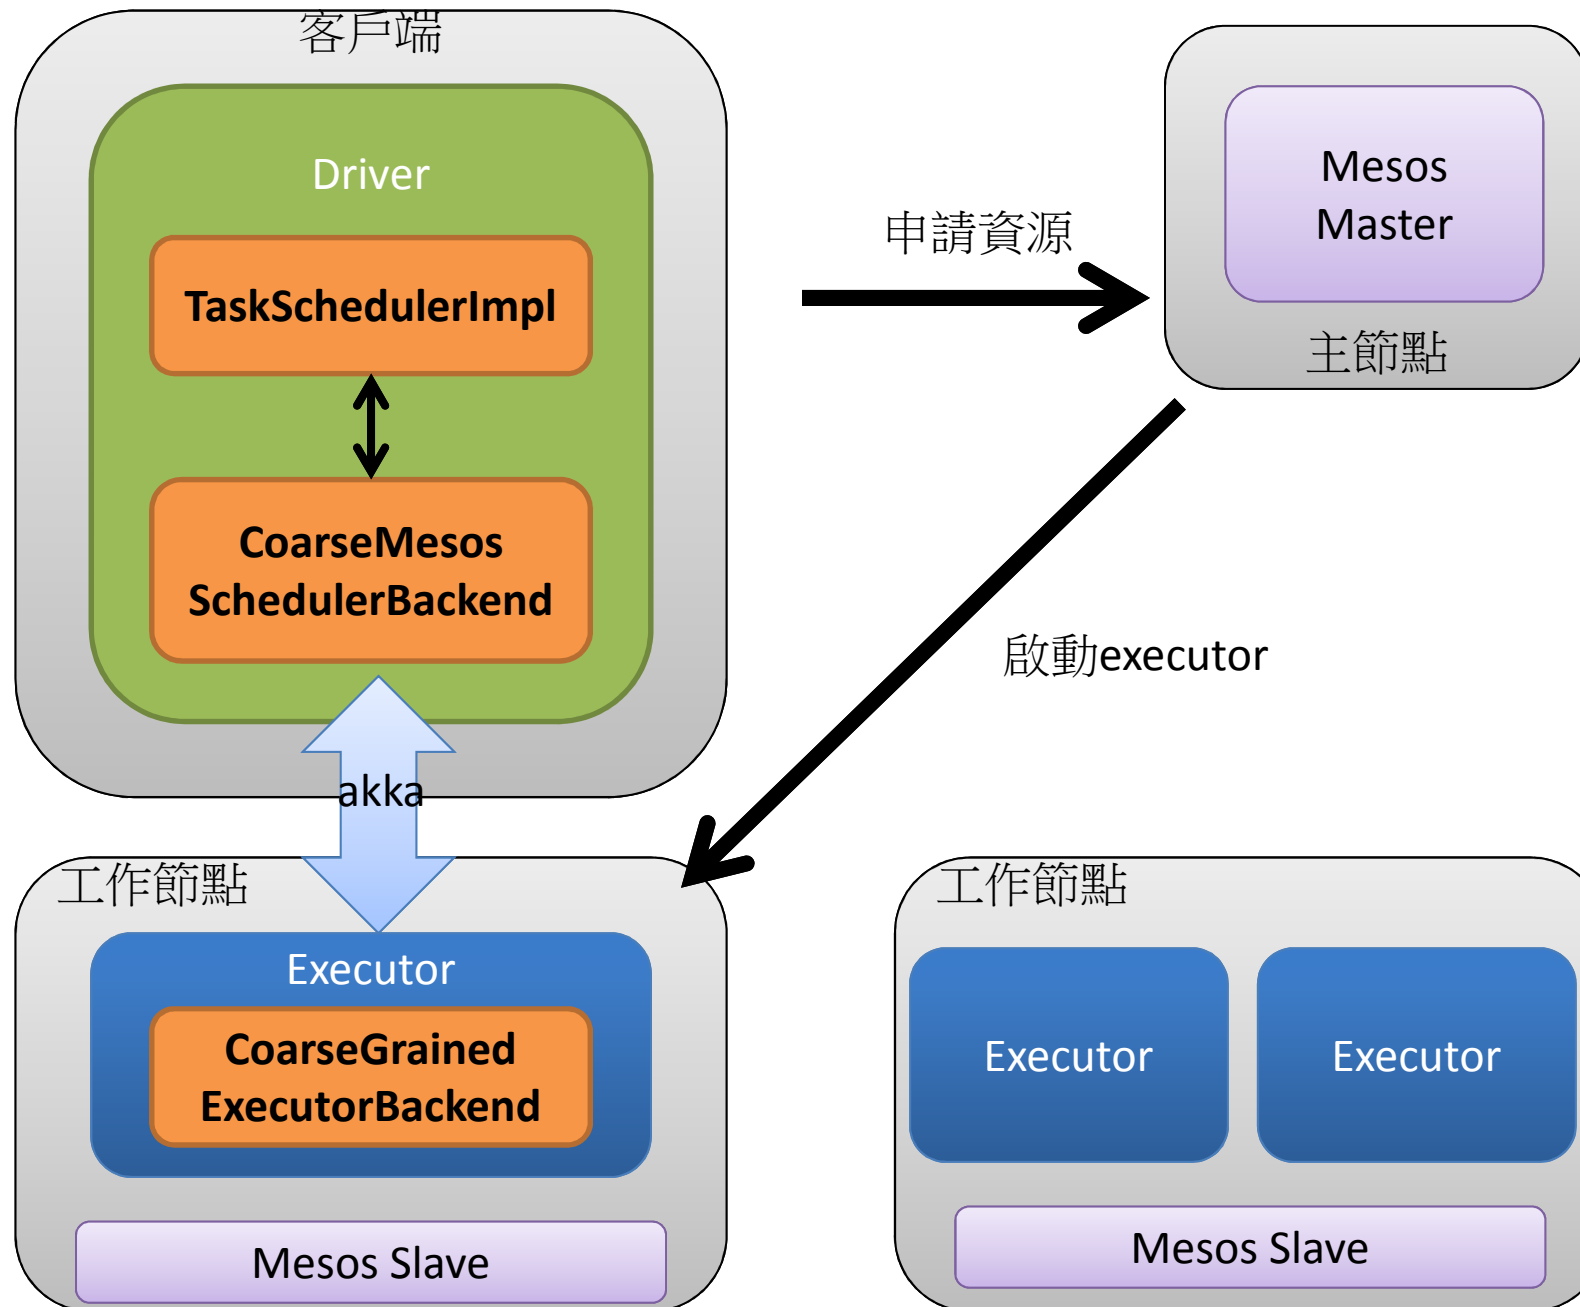 客戶端
Driver
TaskSchedulerImpl
CoarseMesos
SchedulerBackend
akka
申請資源
Mesos
Master
主節點
啟動executor
工作節點
Executor
CoarseGrained
ExecutorBackend
Mesos Slave
工作節點
Executor
Executor
Mesos Slave